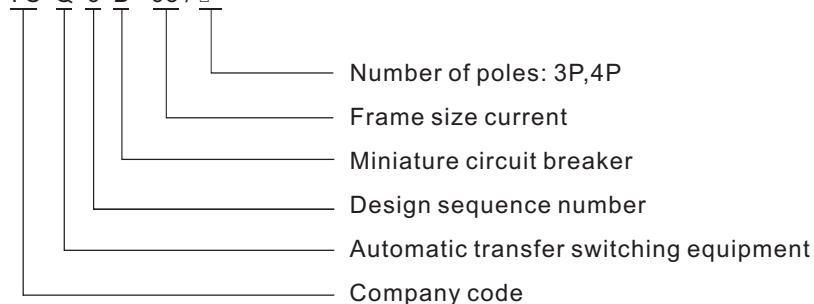 Number of poles: 3P,4P
Frame size current
Miniature circuit breaker
Design sequence number
Automatic transfer switching equipment
Company code